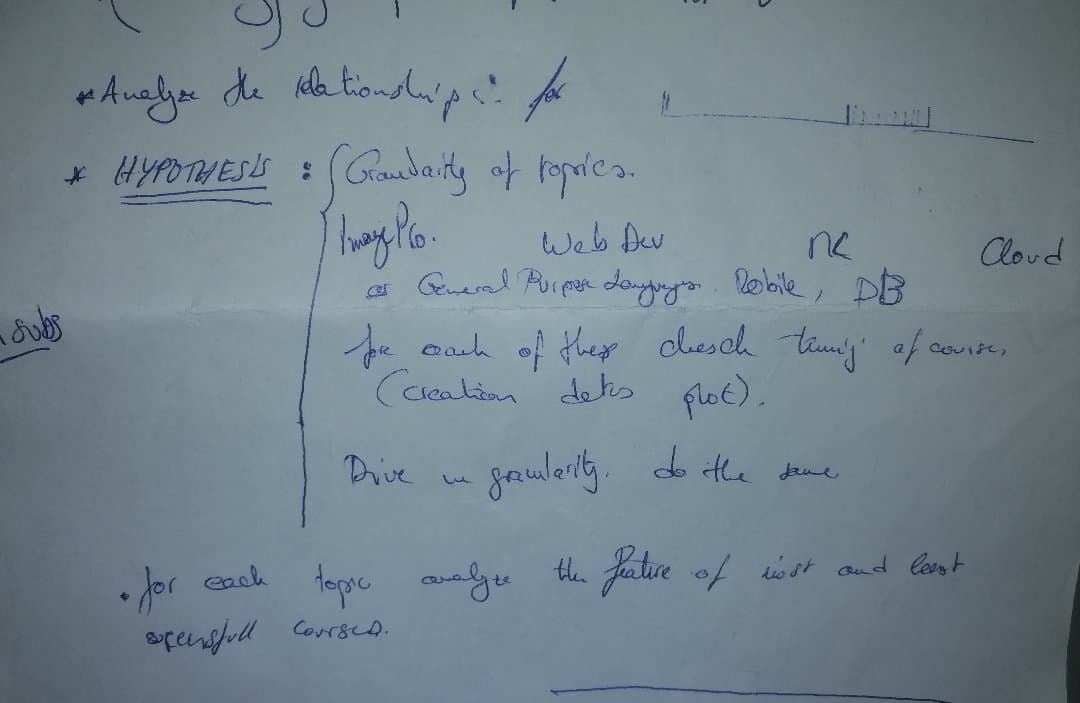 * Analyze the relationships : for
* HYPOTHESIS : Granularity of topics.
Image Pro. Web Dev Cloud
General Purpose Languages. Mobile, DB
subs
for each of these check timing of course,
(creation dates plot).
Dive in granularity. do the same
. for each topic analyze the feature of most and least
successfull courses.